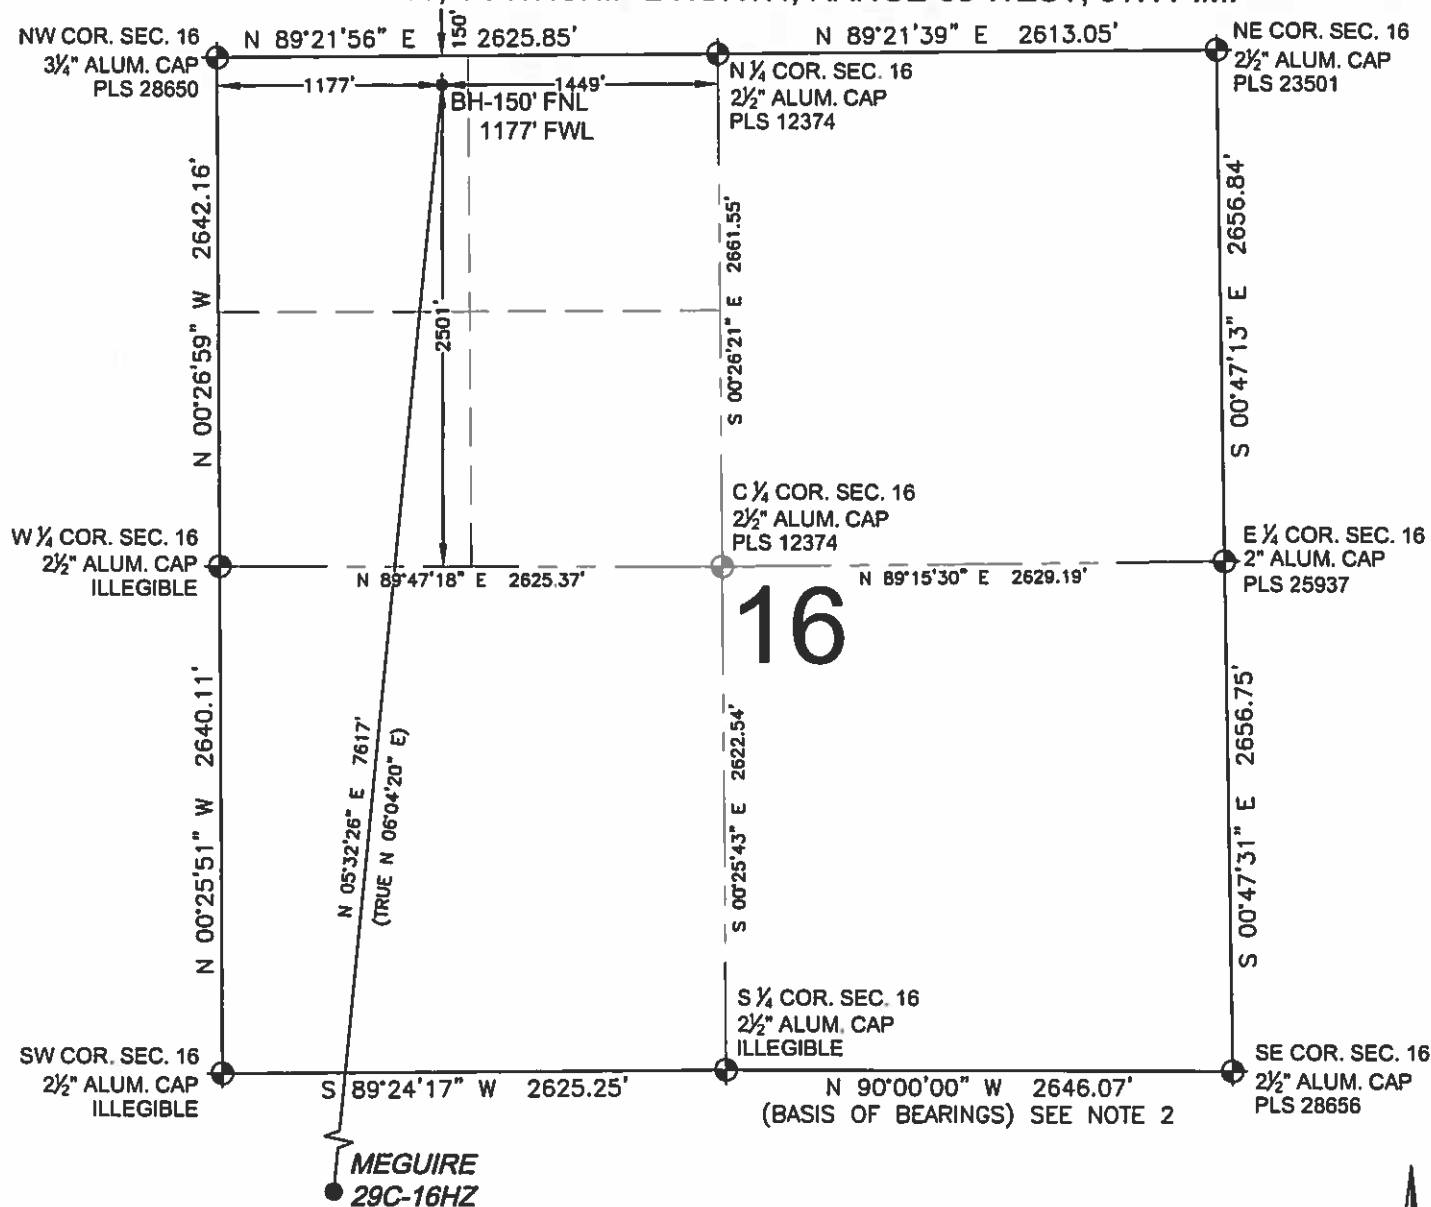 150'
NW COR. SEC. 16
3¼" ALUM. CAP
PLS 28650
N 89°21'56" E 2625.85'
N 89°21'39" E 2613.05'
NE COR. SEC. 16
2½" ALUM. CAP
PLS 23501
1177'
1449'
N ¼ COR. SEC. 16
2½" ALUM. CAP
PLS 12374
BH-150' FNL
1177' FWL
N 00°26'59" W 2642.16'
2501'
S 00°26'21" E 2661.55'
S 00°47'13" E 2656.84'
W ¼ COR. SEC. 16
2½" ALUM. CAP
ILLEGIBLE
C ¼ COR. SEC. 16
2½" ALUM. CAP
PLS 12374
E ¼ COR. SEC. 16
2" ALUM. CAP
PLS 25937
N 89°47'18" E 2625.37'
N 89°15'30" E 2629.19'
16
N 00°25'51" W 2640.11'
N 05°32'26" E 7617'
(TRUE N 06°04'20" E)
S 00°25'43" E 2622.54'
S 00°47'31" E 2656.75'
SW COR. SEC. 16
2½" ALUM. CAP
ILLEGIBLE
S ¼ COR. SEC. 16
2½" ALUM. CAP
ILLEGIBLE
SE COR. SEC. 16
2½" ALUM. CAP
PLS 28656
S 89°24'17" W 2625.25'
N 90°00'00" W 2646.07'
(BASIS OF BEARINGS) SEE NOTE 2
MEGUIRE
29C-16HZ